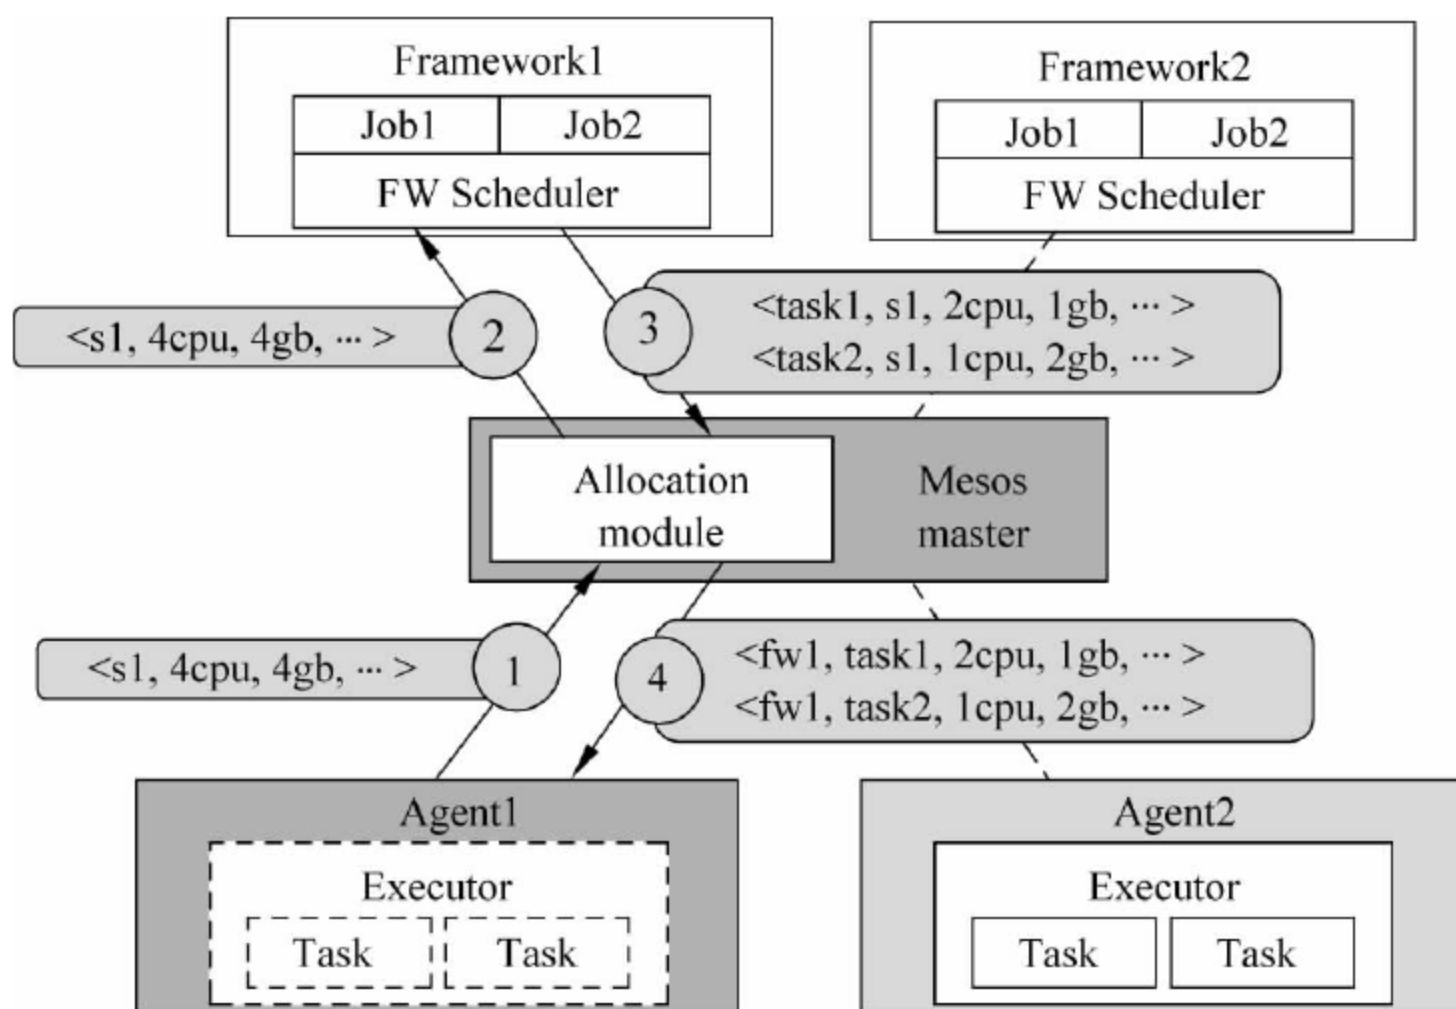 Framework1
Job1 Job2
FW Scheduler
Framework2
Job1 Job2
FW Scheduler
<s1, 4cpu, 4gb, ··· >
2
3
<task1, s1, 2cpu, 1gb, ··· >
<task2, s1, 1cpu, 2gb, ··· >
Allocation
module
Mesos
master
<s1, 4cpu, 4gb, ··· >
1
4
<fw1, task1, 2cpu, 1gb, ··· >
<fw1, task2, 1cpu, 2gb, ··· >
Agent1
Executor
Task Task
Agent2
Executor
Task Task